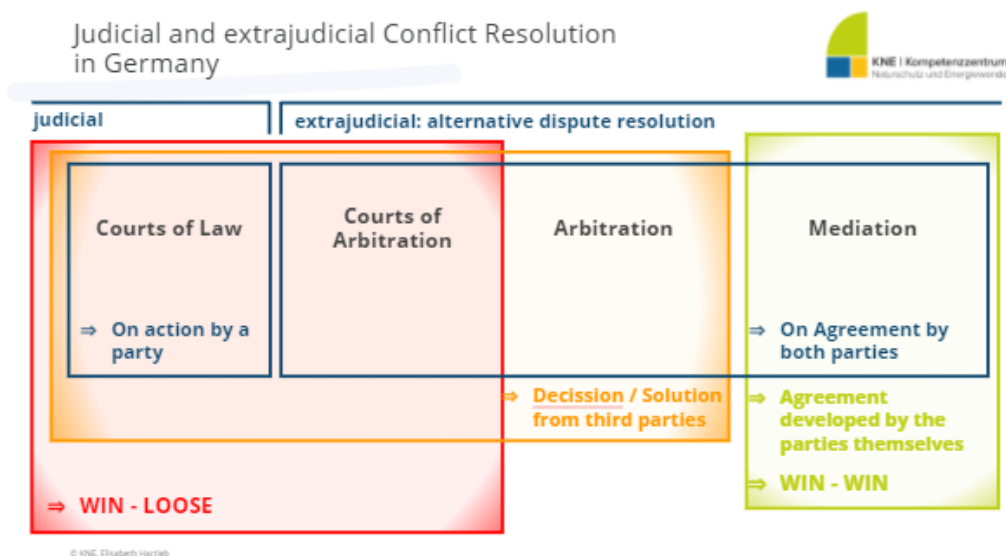 Judicial and extrajudicial Conflict Resolution
in Germany
KNE | Kompetenzzentrum
Naturschutz und Energiewende
judicial
extrajudicial: alternative dispute resolution
Courts of Law
Courts of
Arbitration
Arbitration
Mediation
⇒ On action by a
party
⇒ On Agreement by
both parties
⇒ Decission / Solution
from third parties
⇒ Agreement
developed by the
parties themselves
⇒ WIN - WIN
⇒ WIN - LOOSE
© KNE, Elisabeth Hartleb